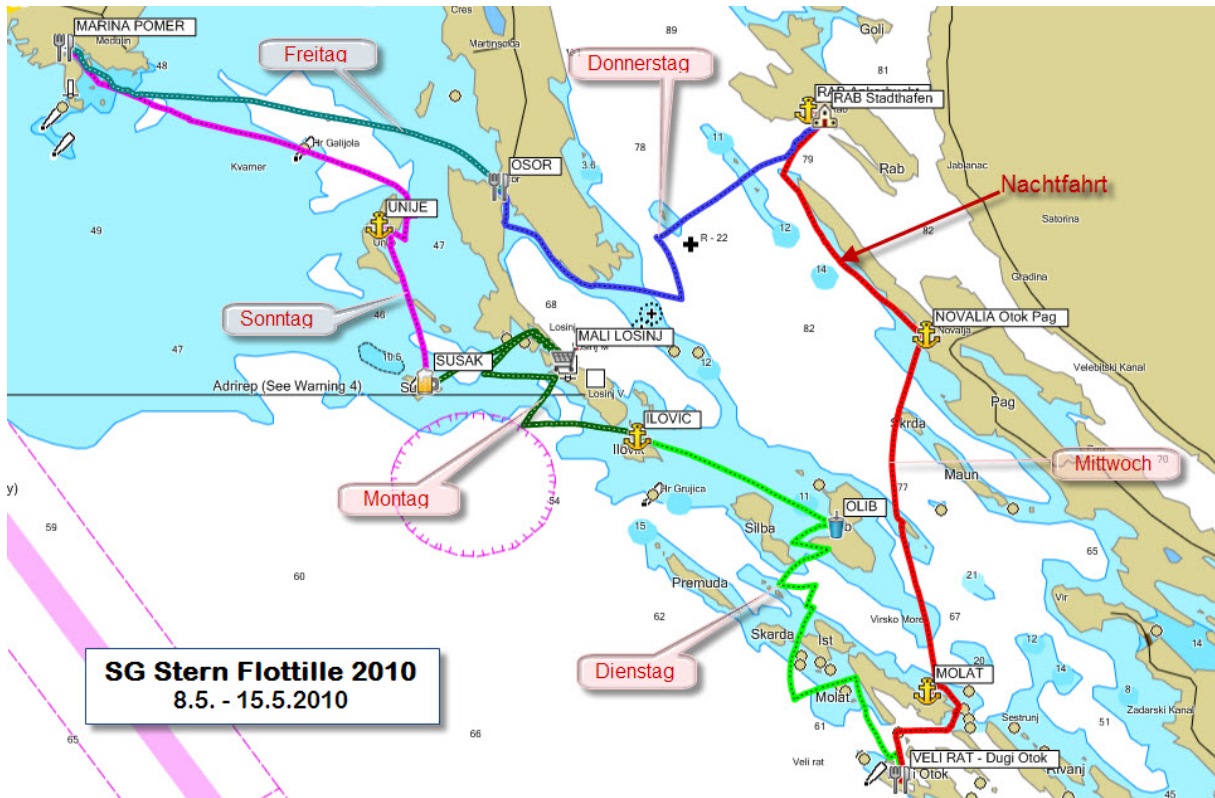 MARINA POMER
Medulin
48
Cres
Martinscica
89
Goli
81
Freitag
Donnerstag
RAB Stadthafen
11
78
3.6
79
Rab
Jablanac
Hr Galijola
Kvarner
OSOR
Nachtfahrt
Satorina
UNIJE
Unije
49
47
12
R - 22
82
14
Gradina
68
46
Sonntag
Losinj
MALI LOSINJ
82
NOVALIA Otok Pag
Novalja
47
10.5
SUSAK
12
Velebitski Kanal
Adrirep (See Warning 4)
Losinj V.
Pag
ILOVIC
Ilovik
Skrda
Mittwoch
70
Montag
54
Hr Grujica
11
77
Maun
y)
59
15
Silba
OLIB
65
60
Premuda
21
Vir
62
Virsko More
67
14
Skarda
Ist
12
SG Stern Flottille 2010
8.5. - 15.5.2010
Dienstag
20
14
MOLAT
8
Molat
61
Sestrunj
51
Zadarski Kanal
65
66
Veli rat
VELI RAT - Dugi Otok
i Otok
Rivanj
45